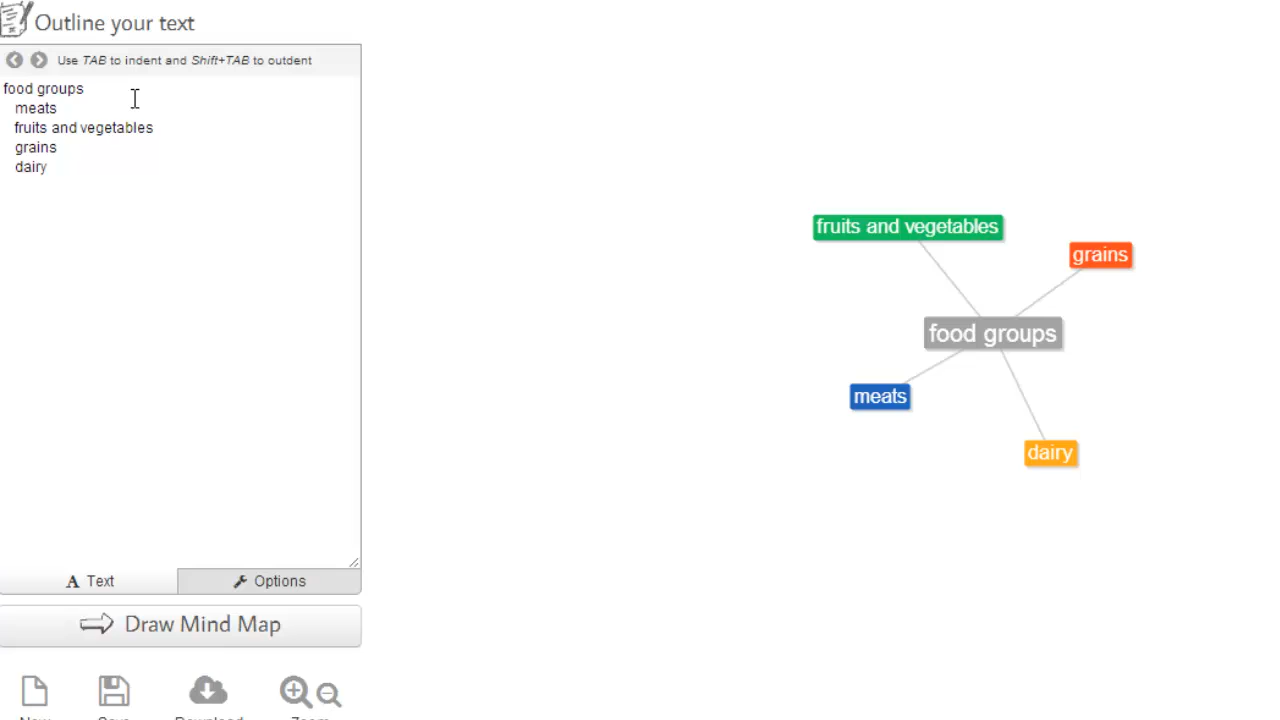 Outline your text
Use TAB to indent and Shift+TAB to outdent
food groups
meats
fruits and vegetables
grains
dairy
fruits and vegetables
grains
food groups
meats
dairy
A Text
Options
Draw Mind Map